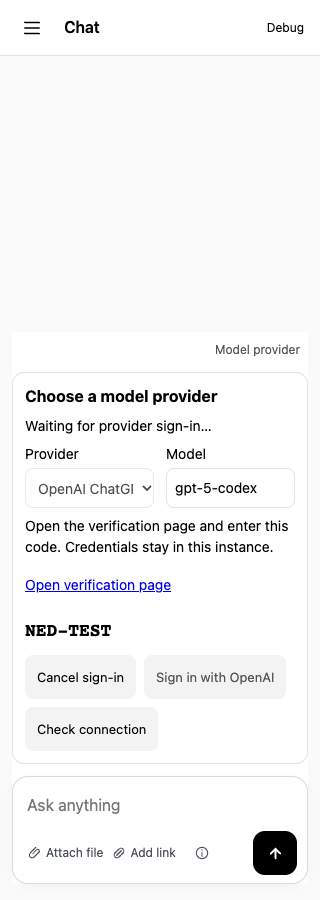 Chat
Debug
Model provider
Choose a model provider
Waiting for provider sign-in...
Provider
Model
OpenAI ChatG
gpt-5-codex
Open the verification page and enter this
code. Credentials stay in this instance.
Open verification page
NED-TEST
Cancel sign-in
Sign in with OpenAI
Check connection
Ask anything
Attach file
Add link